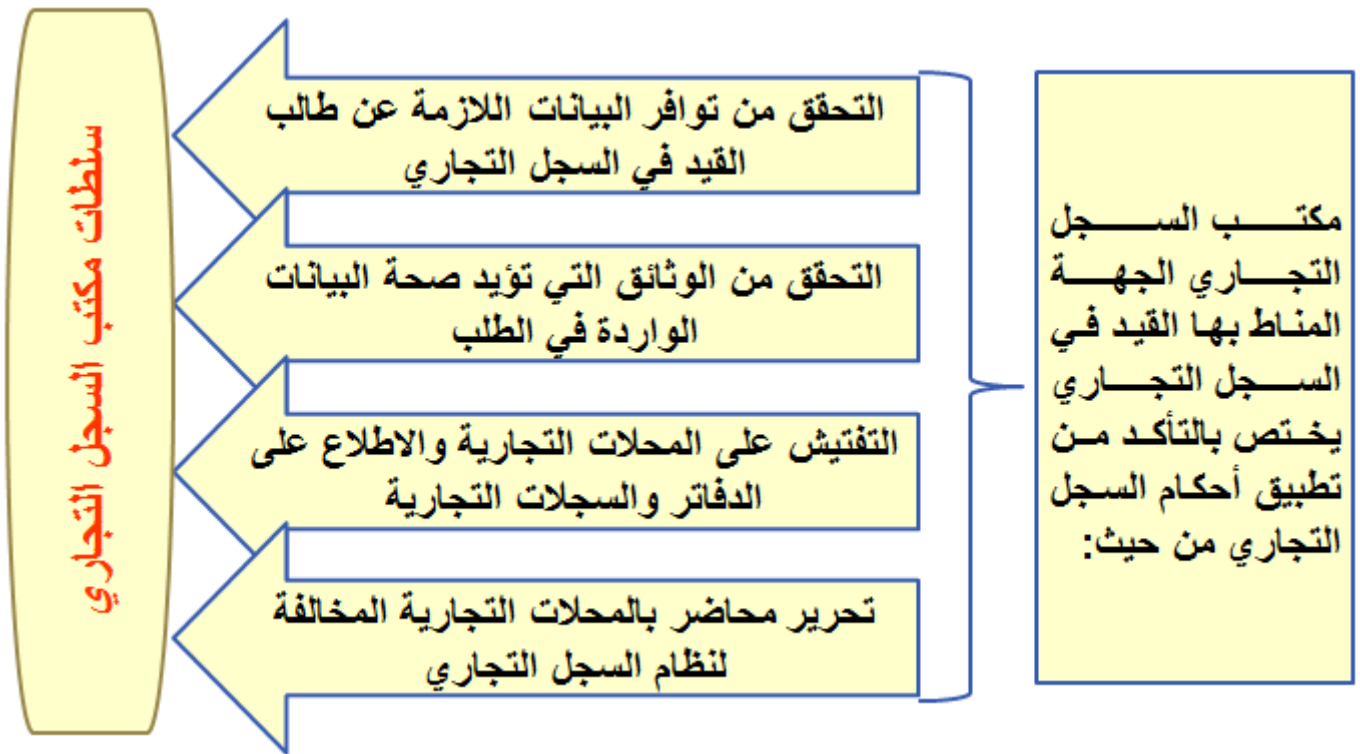 مكتب السجل
التجاري الجهة
المناط بها القيد في
السجل التجاري
يختص بالتأكد من
تطبيق أحكام السجل
التجاري من حيث:
التحقق من توافر البيانات اللازمة عن طالب
القيد في السجل التجاري
التحقق من الوثائق التي تؤيد صحة البيانات
الواردة في الطلب
التفتيش على المحلات التجارية والاطلاع على
الدفاتر والسجلات التجارية
تحرير محاضر بالمحلات التجارية المخالفة
لنظام السجل التجاري
سلطات مكتب السجل التجاري